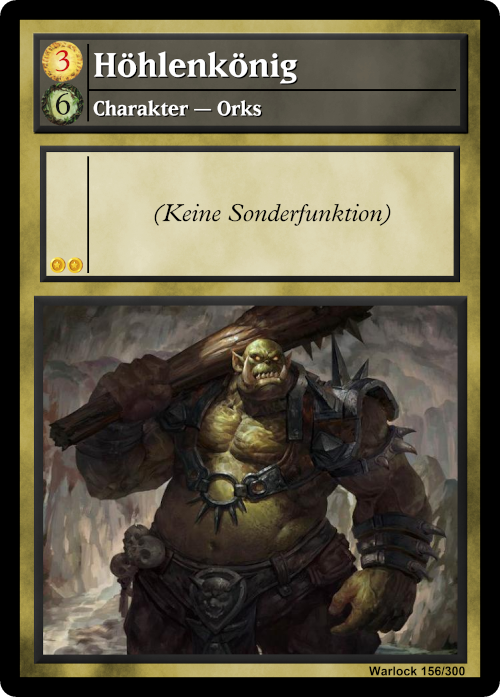 3
Höhlenkönig
6
Charakter — Orks
(Keine Sonderfunktion)
Warlock 156/300